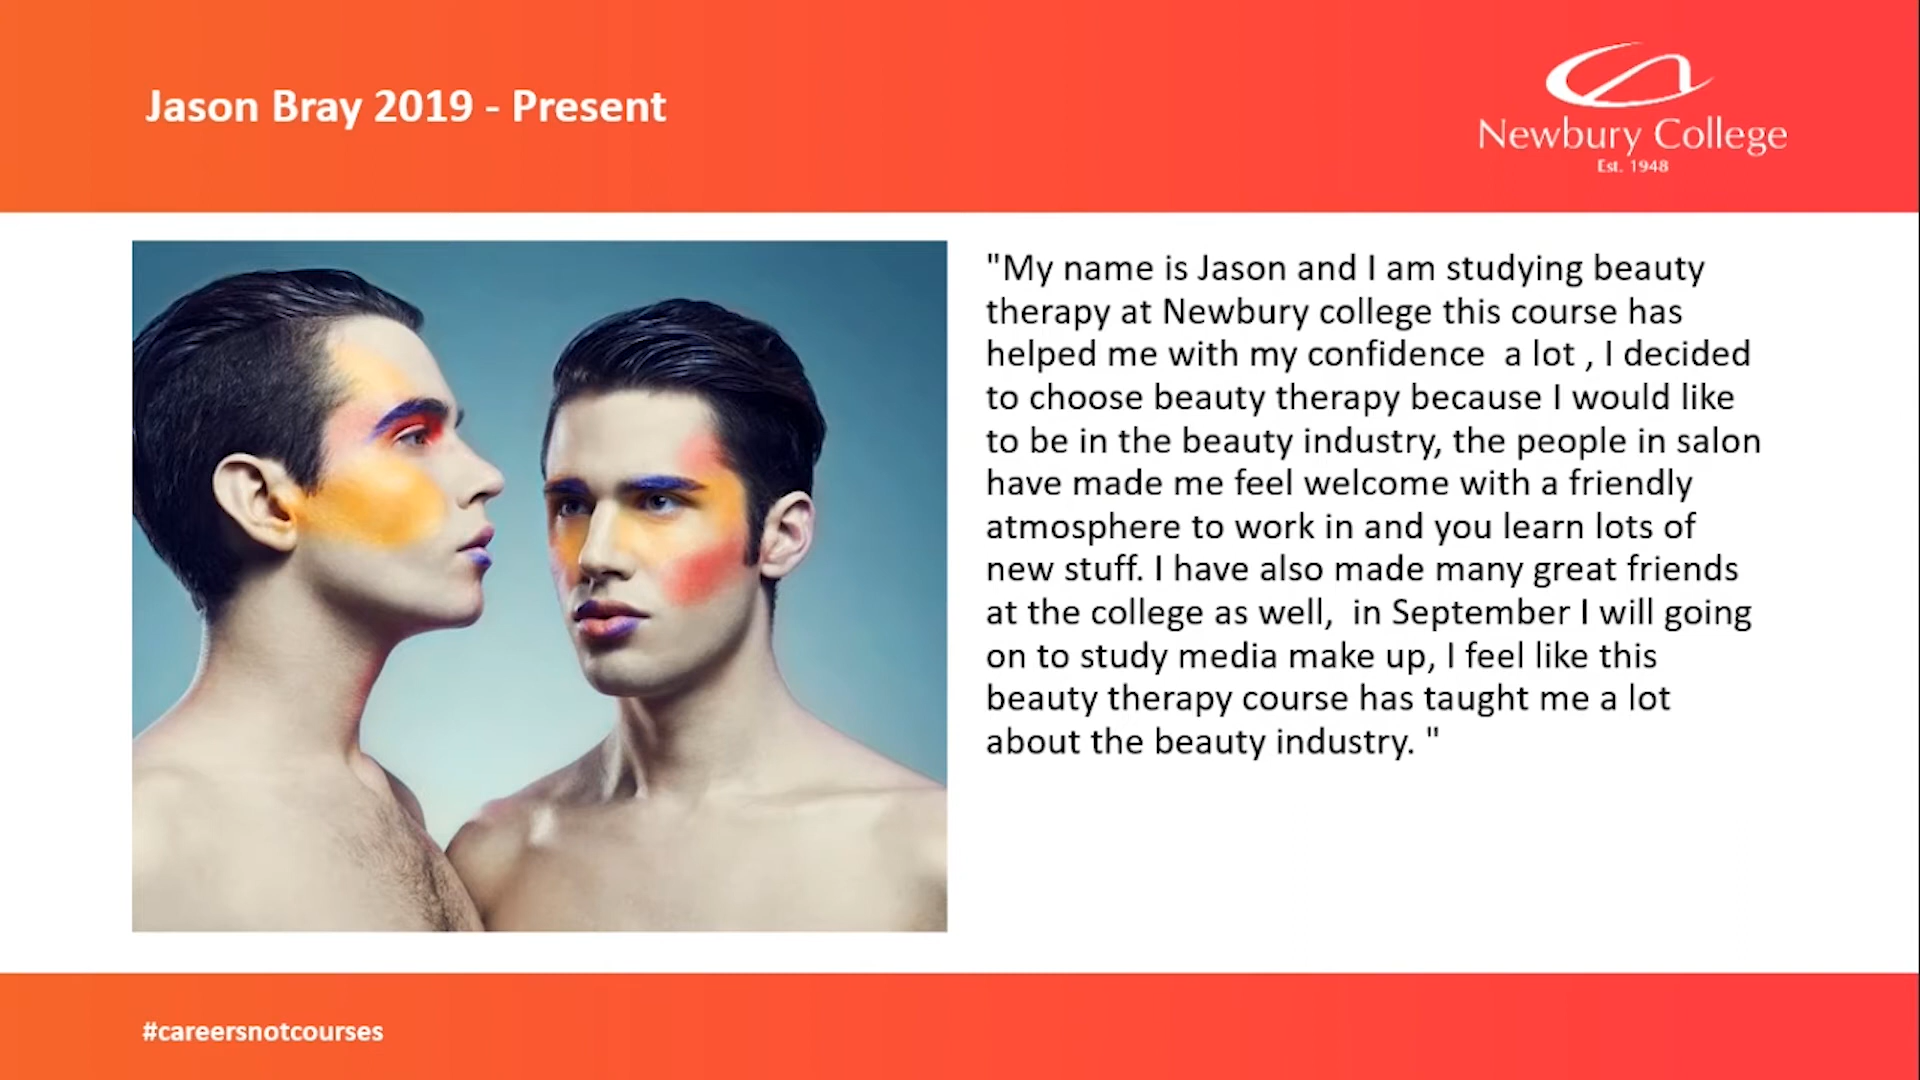 Jason Bray 2019 - Present
Newbury College
Est. 1948
"My name is Jason and I am studying beauty
therapy at Newbury college this course has
helped me with my confidence  a lot , I decided
to choose beauty therapy because I would like
to be in the beauty industry, the people in salon
have made me feel welcome with a friendly
atmosphere to work in and you learn lots of
new stuff. I have also made many great friends
at the college as well,  in September I will going
on to study media make up, I feel like this
beauty therapy course has taught me a lot
about the beauty industry. "
#careersnotcourses